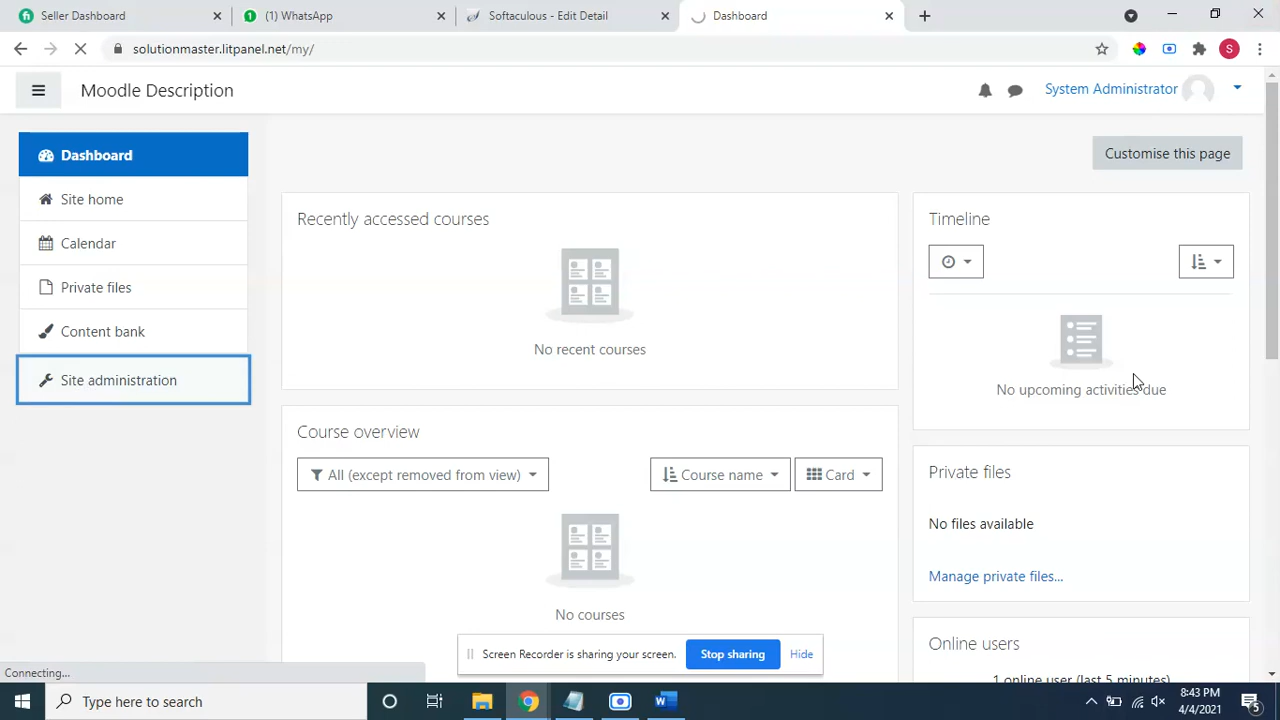 Seller Dashboard
(1) WhatsApp
Softaculous - Edit Detail
Dashboard
solutionmaster.litpanel.net/my/
S
Moodle Description
System Administrator
Dashboard
Customise this page
Site home
Calendar
Private files
Content bank
Site administration
Recently accessed courses
No recent courses
Timeline
No upcoming activities due
Course overview
All (except removed from view)
Course name
Card
No courses
Private files
No files available
Manage private files...
Online users
1 online user (last 5 minutes)
Screen Recorder is sharing your screen.
Stop sharing
Hide
Connecting...
Type here to search
8:43 PM
4/4/2021
5